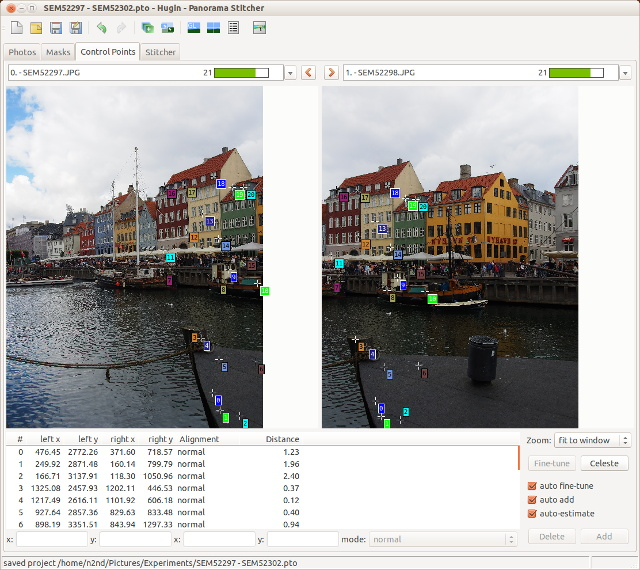 SEM52297 - SEM52302.pto - Hugin - Panorama Stitcher
Photos Masks Control Points Stitcher
0. - SEM52297.JPG 21 1. - SEM52298.JPG 21
# left x left y right x right y Alignment Distance
0 476.45 2772.26 371.60 718.57 normal 1.23
1 249.92 2871.48 160.14 799.79 normal 1.96
2 166.71 3137.91 118.30 1050.96 normal 2.40
3 1325.08 2457.93 1202.11 446.53 normal 0.37
4 1217.49 2616.11 1101.92 606.18 normal 0.12
5 927.64 2857.36 829.63 833.48 normal 0.40
6 898.19 3351.51 843.94 1297.33 normal 0.94
x: y: x: y: mode: normal
Zoom: fit to window
Fine-tune Celeste
auto fine-tune
auto add
auto-estimate
Delete Add
saved project /home/n2nd/Pictures/Experiments/SEM52297 - SEM52302.pto